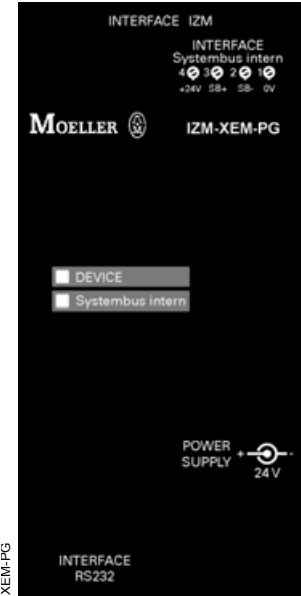 INTERFACE IZM
INTERFACE
Systembus intern
4 3 2 1
+24V SB+ SB- 0V
MOELLER
IZM-XEM-PG
DEVICE
Systembus intern
POWER
SUPPLY
+ -
24V
INTERFACE
RS232
XEM-PG